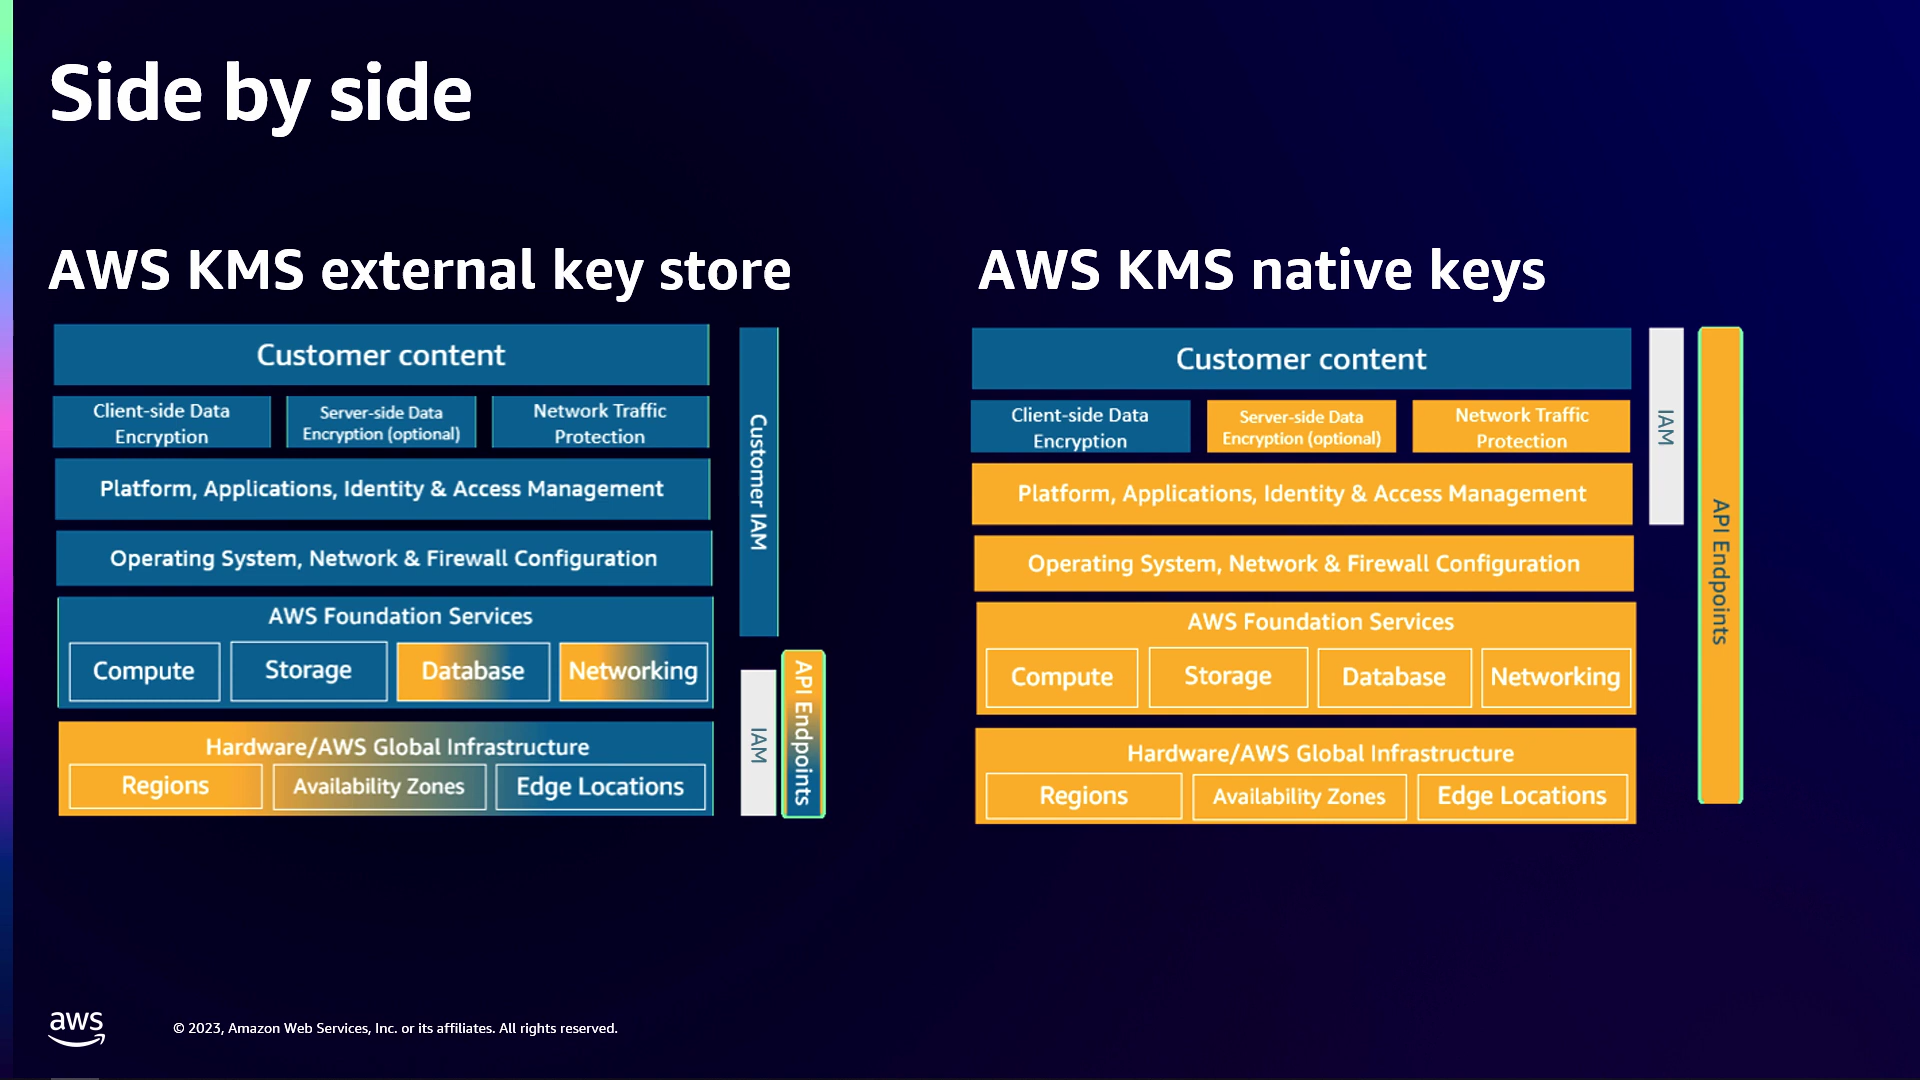 Side by side
AWS KMS external key store
Customer content
Client-side Data
Encryption
Server-side Data
Encryption (optional)
Network Traffic
Protection
Platform, Applications, Identity & Access Management
Operating System, Network & Firewall Configuration
AWS Foundation Services
Compute
Storage
Database
Networking
Hardware/AWS Global Infrastructure
Regions
Availability Zones
Edge Locations
Customer IAM
IAM
API Endpoints
AWS KMS native keys
Customer content
Client-side Data
Encryption
Server-side Data
Encryption (optional)
Network Traffic
Protection
Platform, Applications, Identity & Access Management
Operating System, Network & Firewall Configuration
AWS Foundation Services
Compute
Storage
Database
Networking
Hardware/AWS Global Infrastructure
Regions
Availability Zones
Edge Locations
IAM
API Endpoints
aws
© 2023, Amazon Web Services, Inc. or its affiliates. All rights reserved.